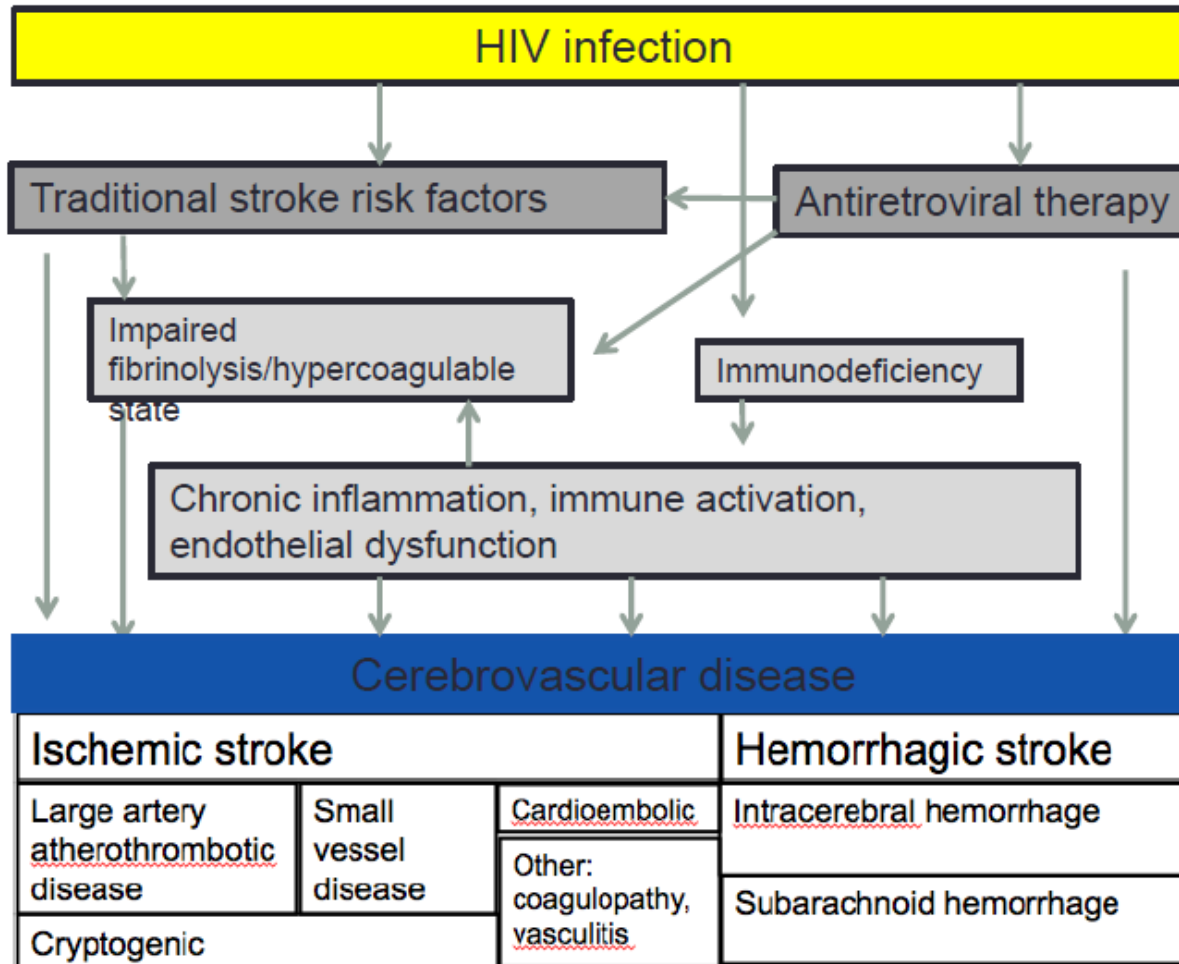 HIV infection
Traditional stroke risk factors
Antiretroviral therapy
Impaired
fibrinolysis/hypercoagulable
state
Immunodeficiency
Chronic inflammation, immune activation,
endothelial dysfunction
Cerebrovascular disease
Ischemic stroke
Hemorrhagic stroke
Large artery
atherothrombotic
disease
Small
vessel
disease
Cardioembolic
Other:
coagulopathy,
vasculitis
Cryptogenic
Intracerebral hemorrhage
Subarachnoid hemorrhage